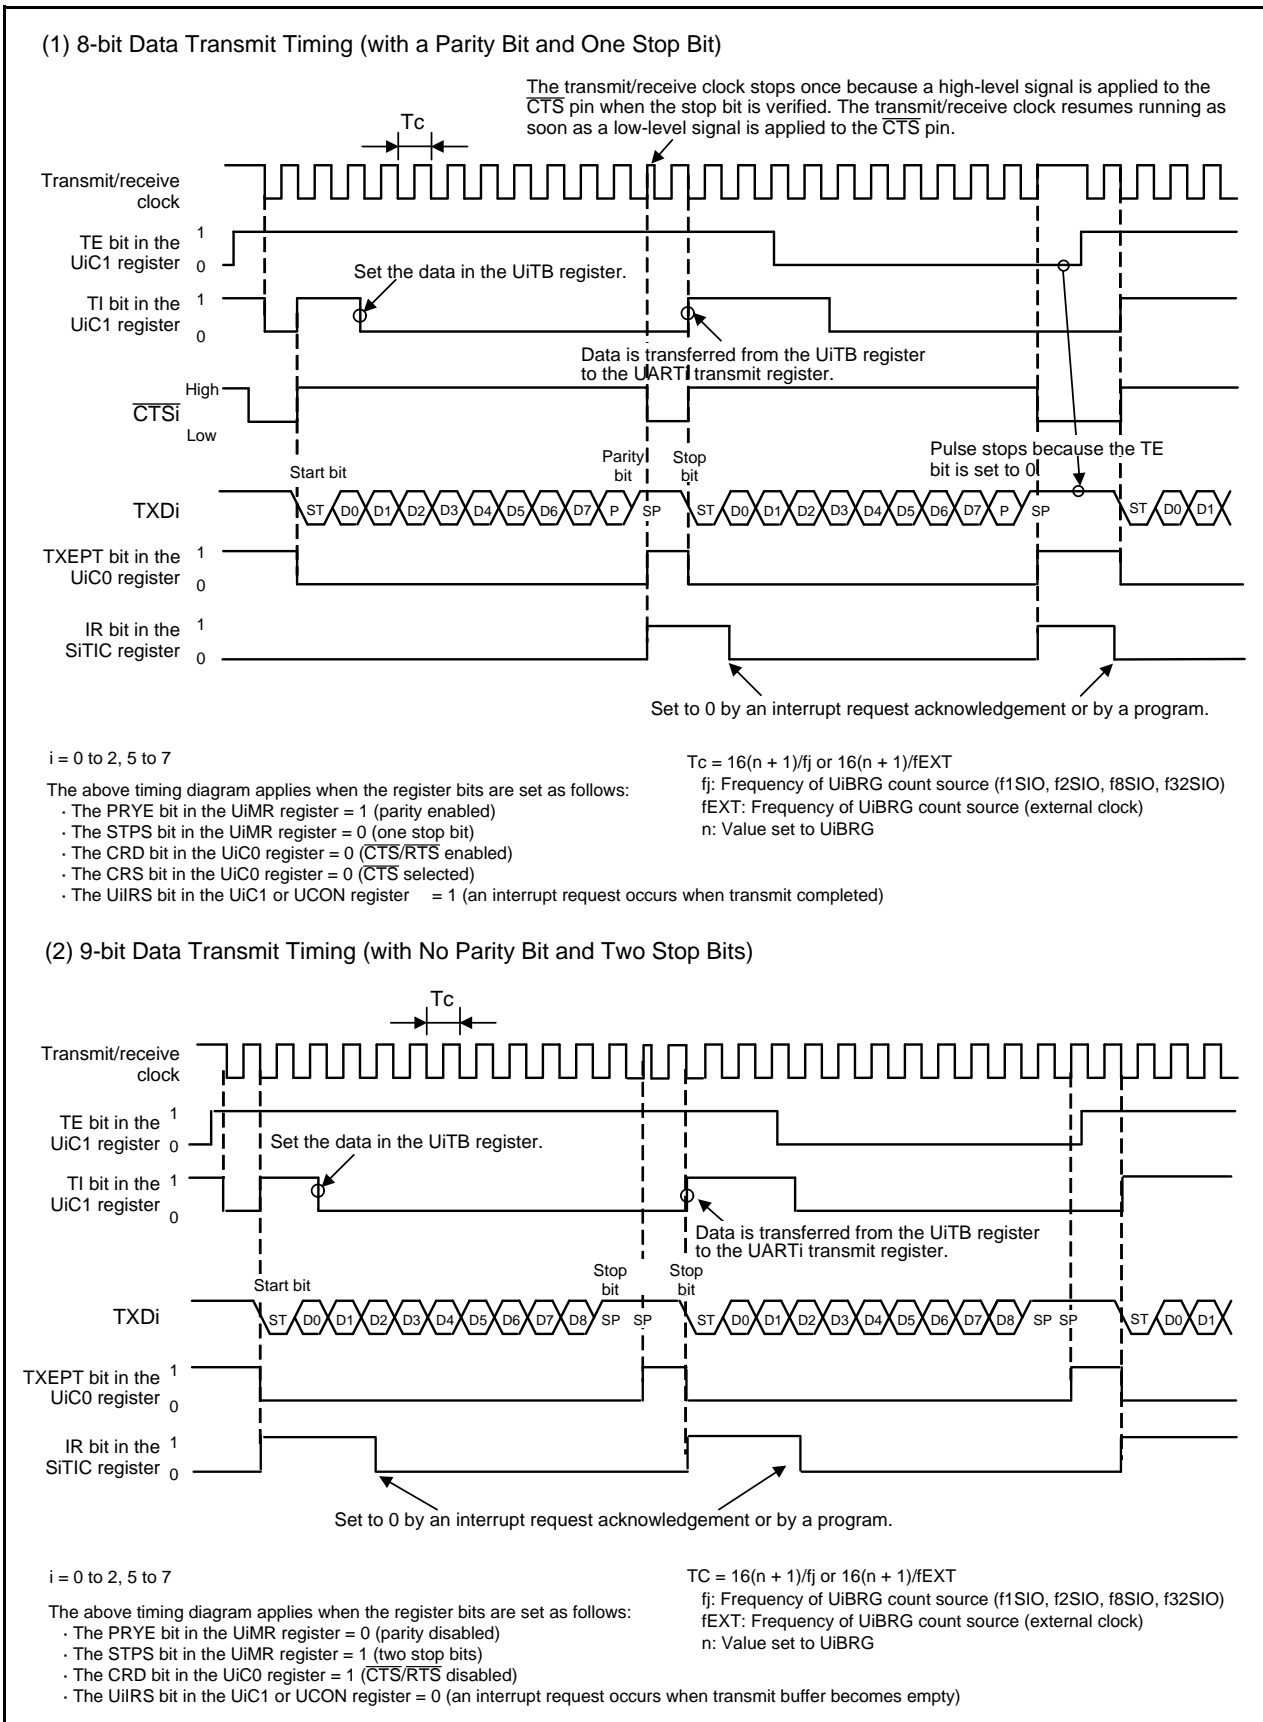 (1) 8-bit Data Transmit Timing (with a Parity Bit and One Stop Bit)
The transmit/receive clock stops once because a high-level signal is applied to the
CTS pin when the stop bit is verified. The transmit/receive clock resumes running as
soon as a low-level signal is applied to the CTS pin.
Tc
Transmit/receive
clock
TE bit in the
UiC1 register
1
0
Set the data in the UiTB register.
TI bit in the
UiC1 register
1
0
Data is transferred from the UiTB register
to the UARTi transmit register.
High
CTSi
Low
Pulse stops because the TE
bit is set to 0.
Start bit
Parity
bit
Stop
bit
TXDi
ST D0 D1 D2 D3 D4 D5 D6 D7 P SP ST D0 D1 D2 D3 D4 D5 D6 D7 P SP ST D0 D1
TXEPT bit in the
UiC0 register
1
0
IR bit in the
SiTIC register
1
0
Set to 0 by an interrupt request acknowledgement or by a program.
i = 0 to 2, 5 to 7
The above timing diagram applies when the register bits are set as follows:
· The PRYE bit in the UiMR register = 1 (parity enabled)
· The STPS bit in the UiMR register = 0 (one stop bit)
· The CRD bit in the UiC0 register = 0 (CTS/RTS enabled)
· The CRS bit in the UiC0 register = 0 (CTS selected)
· The UiIRS bit in the UiC1 or UCON register = 1 (an interrupt request occurs when transmit completed)
Tc = 16(n + 1)/fj or 16(n + 1)/fEXT
fj: Frequency of UiBRG count source (f1SIO, f2SIO, f8SIO, f32SIO)
fEXT: Frequency of UiBRG count source (external clock)
n: Value set to UiBRG
(2) 9-bit Data Transmit Timing (with No Parity Bit and Two Stop Bits)
Tc
Transmit/receive
clock
TE bit in the
UiC1 register
1
0
Set the data in the UiTB register.
TI bit in the
UiC1 register
1
0
Data is transferred from the UiTB register
to the UARTi transmit register.
Start bit
Stop
bit
Stop
bit
TXDi
ST D0 D1 D2 D3 D4 D5 D6 D7 D8 SP SP ST D0 D1 D2 D3 D4 D5 D6 D7 D8 SP SP ST D0 D1
TXEPT bit in the
UiC0 register
1
0
IR bit in the
SiTIC register
1
0
Set to 0 by an interrupt request acknowledgement or by a program.
i = 0 to 2, 5 to 7
The above timing diagram applies when the register bits are set as follows:
· The PRYE bit in the UiMR register = 0 (parity disabled)
· The STPS bit in the UiMR register = 1 (two stop bits)
· The CRD bit in the UiC0 register = 1 (CTS/RTS disabled)
· The UiIRS bit in the UiC1 or UCON register = 0 (an interrupt request occurs when transmit buffer becomes empty)
TC = 16(n + 1)/fj or 16(n + 1)/fEXT
fj: Frequency of UiBRG count source (f1SIO, f2SIO, f8SIO, f32SIO)
fEXT: Frequency of UiBRG count source (external clock)
n: Value set to UiBRG